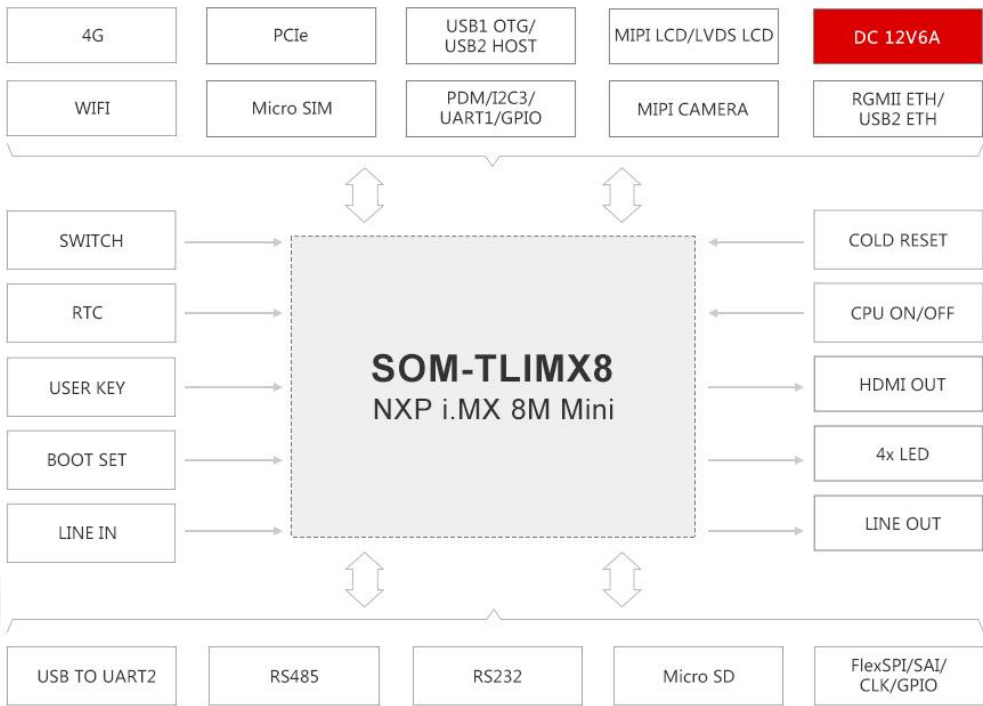 4G
PCIe
USB1 OTG/
USB2 HOST
MIPI LCD/LVDS LCD
DC 12V6A
WIFI
Micro SIM
PDM/I2C3/
UART1/GPIO
MIPI CAMERA
RGMII ETH/
USB2 ETH
SWITCH
COLD RESET
RTC
CPU ON/OFF
SOM-TLIMX8
NXP i.MX 8M Mini
USER KEY
HDMI OUT
BOOT SET
4x LED
LINE IN
LINE OUT
USB TO UART2
RS485
RS232
Micro SD
FlexSPI/SAI/
CLK/GPIO